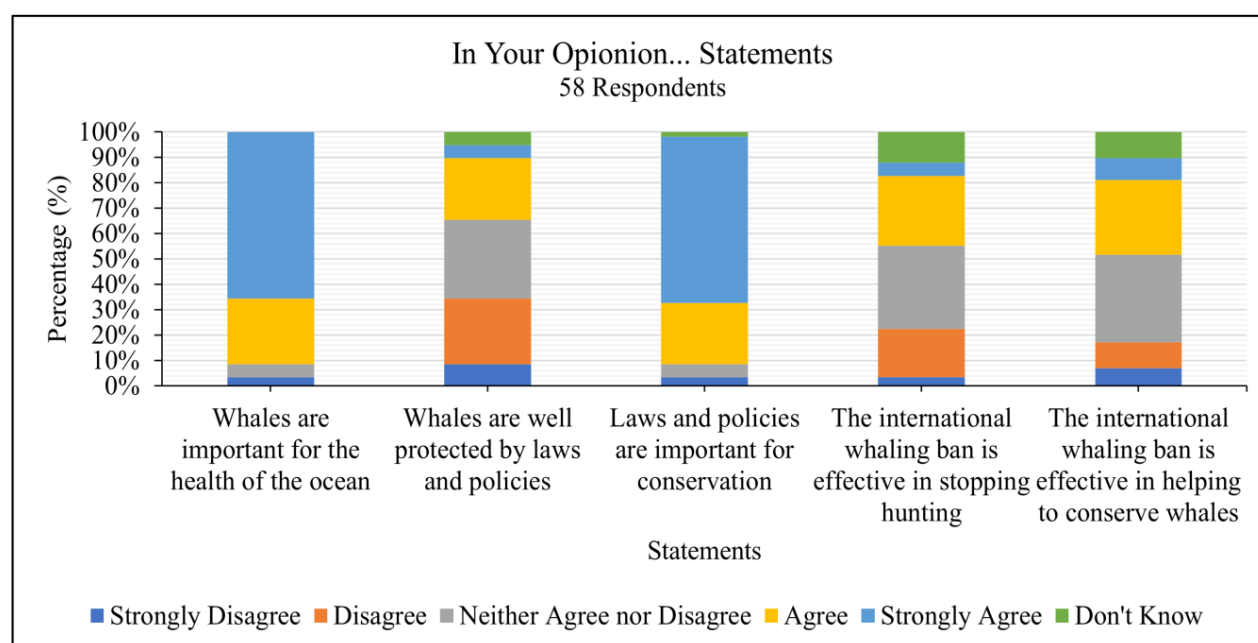 In Your Opionion... Statements
58 Respondents
100%
90%
80%
70%
60%
50%
40%
30%
20%
10%
0%
Percentage (%)
Whales are
important for the
health of the ocean
Whales are well
protected by laws
and policies
Laws and policies
are important for
conservation
The international
whaling ban is
effective in stopping
hunting
The international
whaling ban is
effective in helping
to conserve whales
Statements
Strongly Disagree Disagree Neither Agree nor Disagree Agree Strongly Agree Don't Know